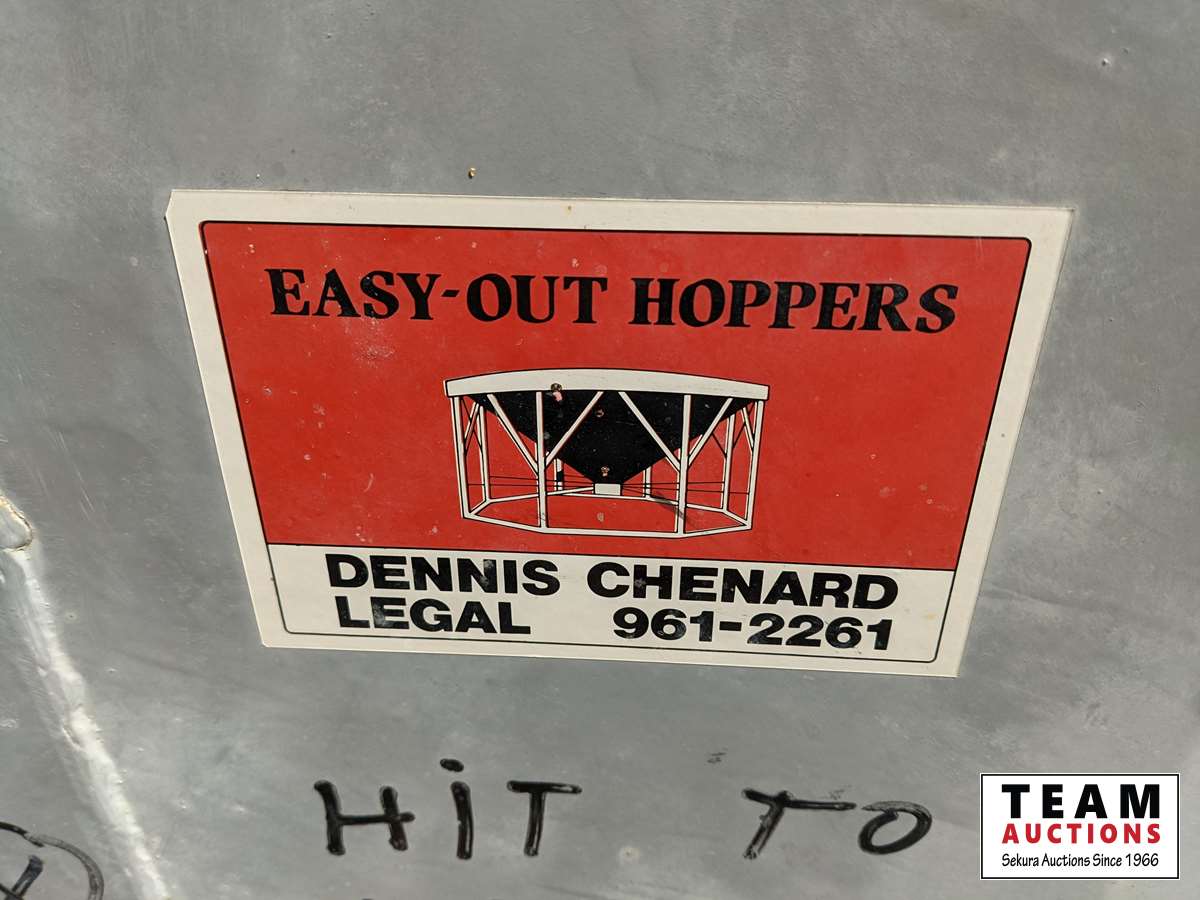 EASY-OUT HOPPERS
DENNIS CHENARD
LEGAL 961-2261
HiT TO
TEAM
AUCTIONS
Sekura Auctions Since 1966